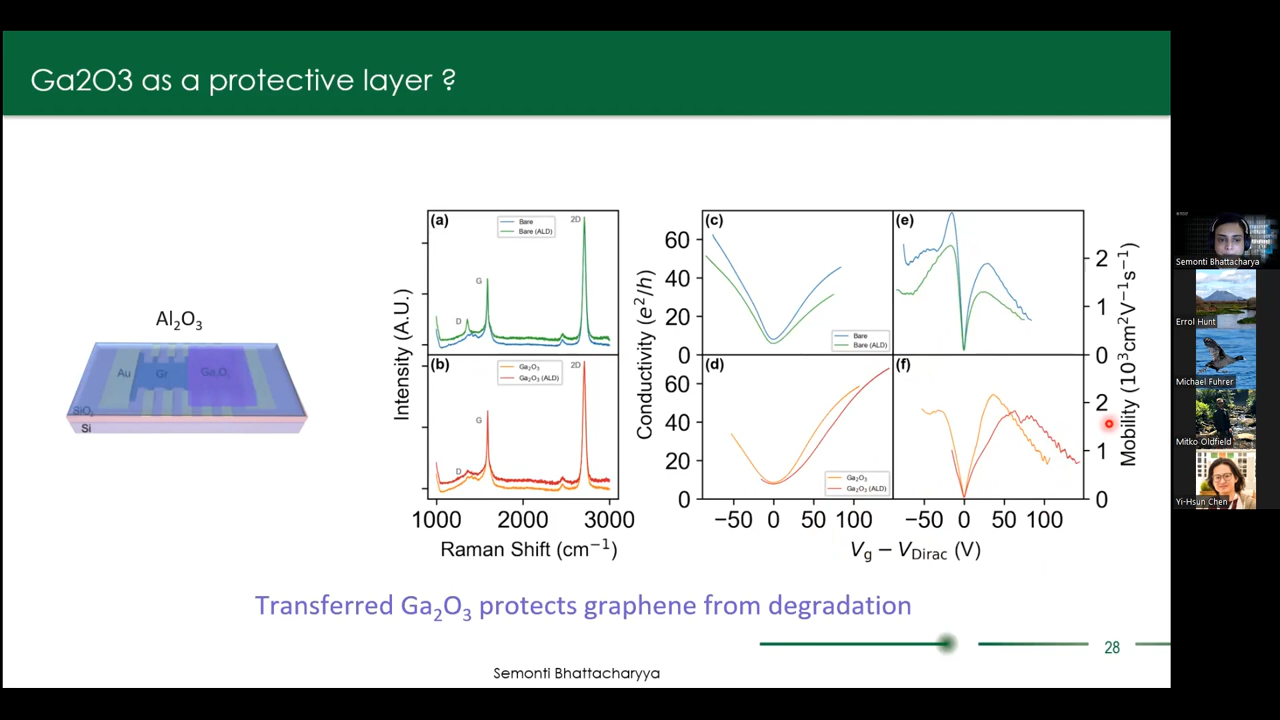 Ga2O3 as a protective layer ?
Al₂O₃
Au
Gr
Ga₂O₃
SiO₂
Si
Intensity (A.U.)
(a)
Bare
Bare (ALD)
D
G
2D
(b)
Ga₂O₃
Ga₂O₃ (ALD)
D
G
2D
1000 2000 3000
Raman Shift (cm⁻¹)
Conductivity (e²/h)
(c)
60
40
20
0
Bare
Bare (ALD)
(d)
60
40
20
0
Ga₂O₃
Ga₂O₃ (ALD)
−50 0 50 100
(e)
2
1
0
(f)
2
1
0
−50 0 50 100
Mobility (10³cm²V⁻¹s⁻¹)
V_g − V_Dirac (V)
Transferred Ga₂O₃ protects graphene from degradation
28
Semonti Bhattacharyya
Semonti Bhattacharya
Errol Hunt
Michael Fuhrer
Mitko Oldfield
Yi-Hsun Chen